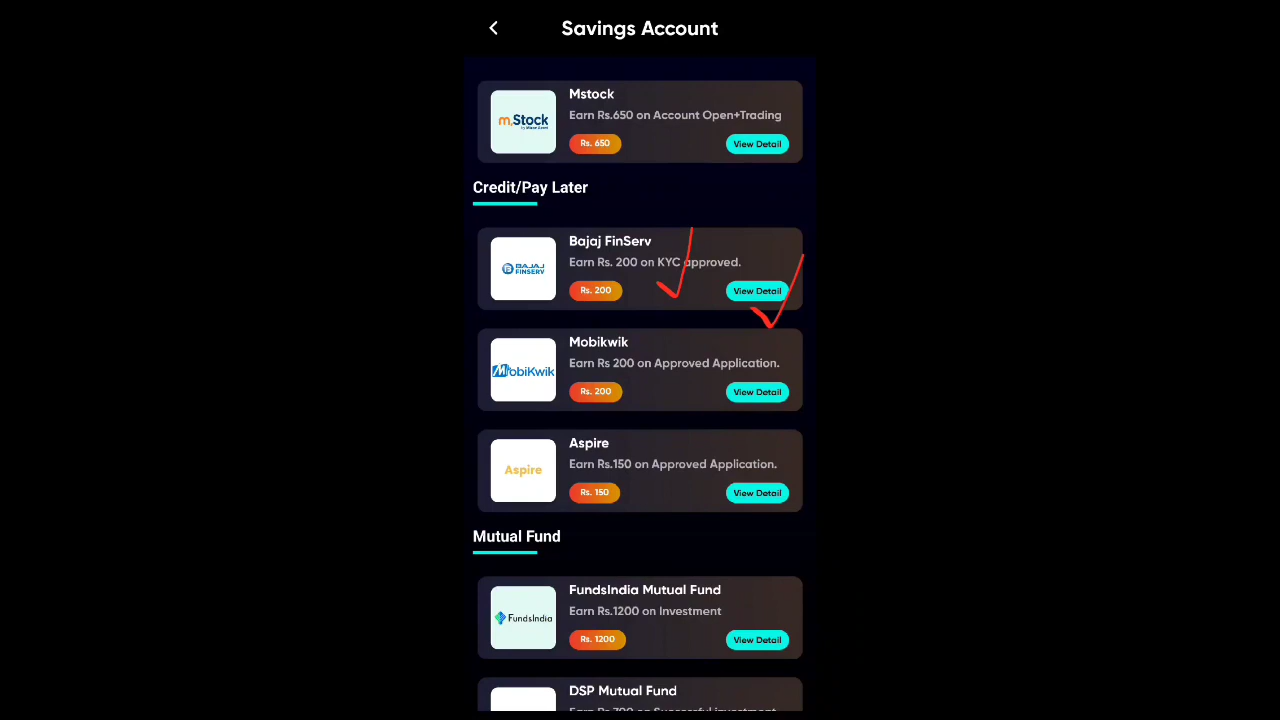 Savings Account
Mstock
Earn Rs.650 on Account Open+Trading
m.Stock
Rs. 650
View Detail
Credit/Pay Later
Bajaj FinServ
Earn Rs. 200 on KYC approved.
BAJAJ
FINSERV
Rs. 200
View Detail
Mobikwik
Earn Rs 200 on Approved Application.
MobiKwik
Rs. 200
View Detail
Aspire
Earn Rs.150 on Approved Application.
Aspire
Rs. 150
View Detail
Mutual Fund
FundsIndia Mutual Fund
Earn Rs.1200 on Investment
FundsIndia
Rs. 1200
View Detail
DSP Mutual Fund